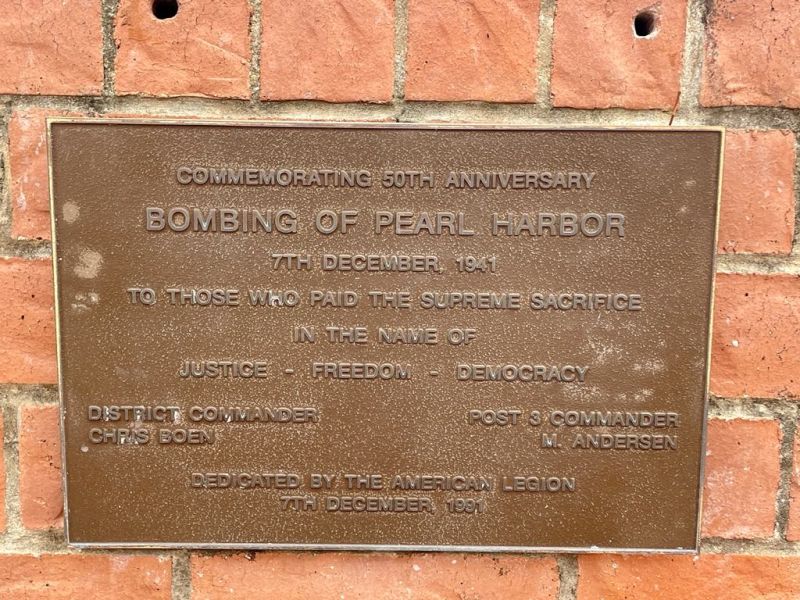 COMMEMORATING 50TH ANNIVERSARY
BOMBING OF PEARL HARBOR
7TH DECEMBER, 1941
TO THOSE WHO PAID THE SUPREME SACRIFICE
IN THE NAME OF
JUSTICE - FREEDOM - DEMOCRACY
DISTRICT COMMANDER
CHRIS BOEN
POST 3 COMMANDER
M. ANDERSEN
DEDICATED BY THE AMERICAN LEGION
7TH DECEMBER, 1991